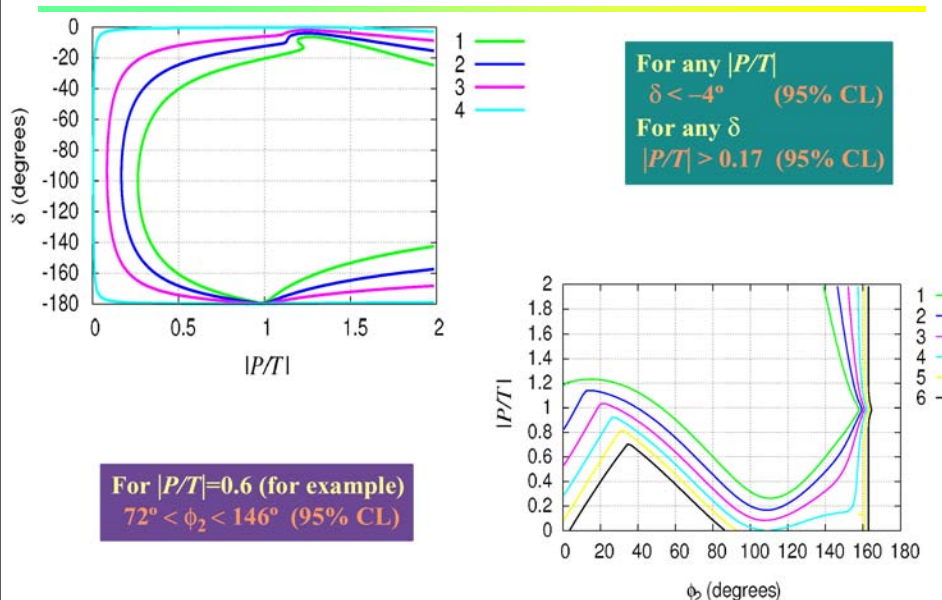 0
-20
-40
-60
-80
-100
-120
-140
-160
-180
δ (degrees)
0 0.5 1 1.5 2
|P/T|
1
2
3
4
For any |P/T|
δ < –4º (95% CL)
For any δ
|P/T| > 0.17 (95% CL)
2
1.8
1.6
1.4
1.2
1
0.8
0.6
0.4
0.2
0
|P/T|
0 20 40 60 80 100 120 140 160 180
ϕ₂ (degrees)
1
2
3
4
5
6
For |P/T|=0.6 (for example)
72º < ϕ₂ < 146º (95% CL)